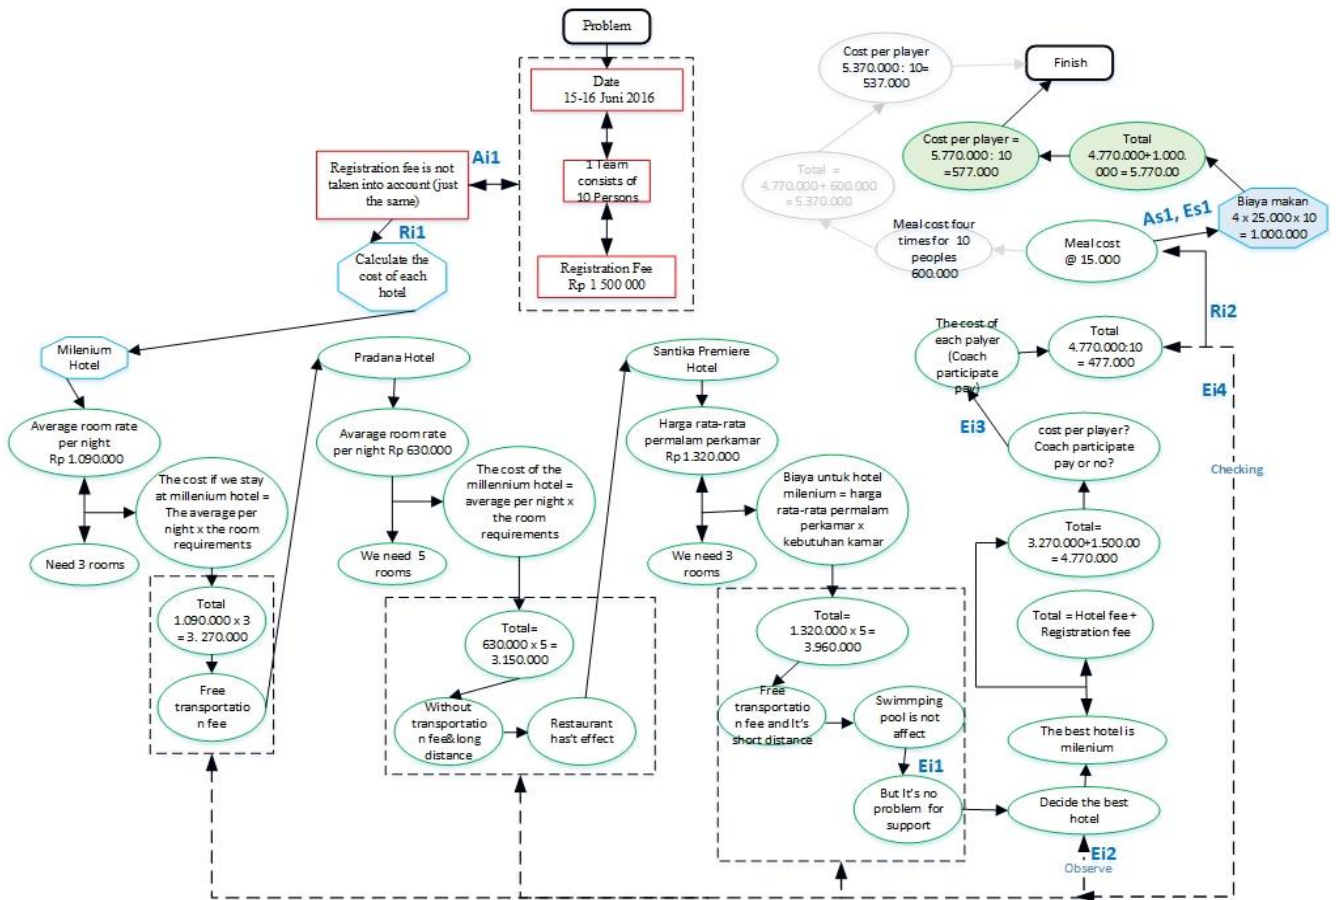 Problem
Date
15-16 Juni 2016
1 Team
consists of
10 Persons
Registration Fee
Rp 1 500 000
Ai1
Registration fee is not
taken into account (just
the same)
Ri1
Calculate the
cost of each
hotel
Milenium
Hotel
Average room rate
per night
Rp 1.090.000
Need 3 rooms
The cost if we stay
at millenium hotel =
The average per
night x the room
requirements
Total
1.090.000 x 3
= 3. 270.000
Free
transportatio
n fee
Pradana Hotel
Avarage room rate
per night Rp 630.000
We need 5
rooms
The cost of the
millennium hotel =
average per night x
the room
requirements
Total=
630.000 x 5 =
3.150.000
Without
transportatio
n fee&long
distance
Restaurant
has't effect
Santika Premiere
Hotel
Harga rata-rata
permalam perkamar
Rp 1.320.000
We need 3
rooms
Biaya untuk hotel
milenium = harga
rata-rata permalam
perkamar x
kebutuhan kamar
Total=
1.320.000 x 5 =
3.960.000
Free
transportatio
n fee and It's
short distance
Swimmping
pool is not
affect
Ei1
But It's no
problem for
support
Decide the best
hotel
Ei2
Observe
The best hotel is
milenium
Total = Hotel fee +
Registration fee
Total=
3.270.000+1.500.00
= 4.770.000
cost per player?
Coach participate
pay or no?
Ei3
The cost of
each palyer
(Coach
participate
pay)
Total
4.770.000:10
= 477.000
Ei4
Checking
Ri2
Meal cost
@ 15.000
Meal cost four
times for 10
peoples
600.000
Total =
4.770.000 + 600.000
= 5.370.000
Cost per player
5.370.000 : 10=
537.000
As1, Es1
Biaya makan
4 x 25.000 x 10
= 1.000.000
Total
4.770.000+1.000.
000 = 5.770.00
Cost per player =
5.770.000 : 10
=577.000
Finish